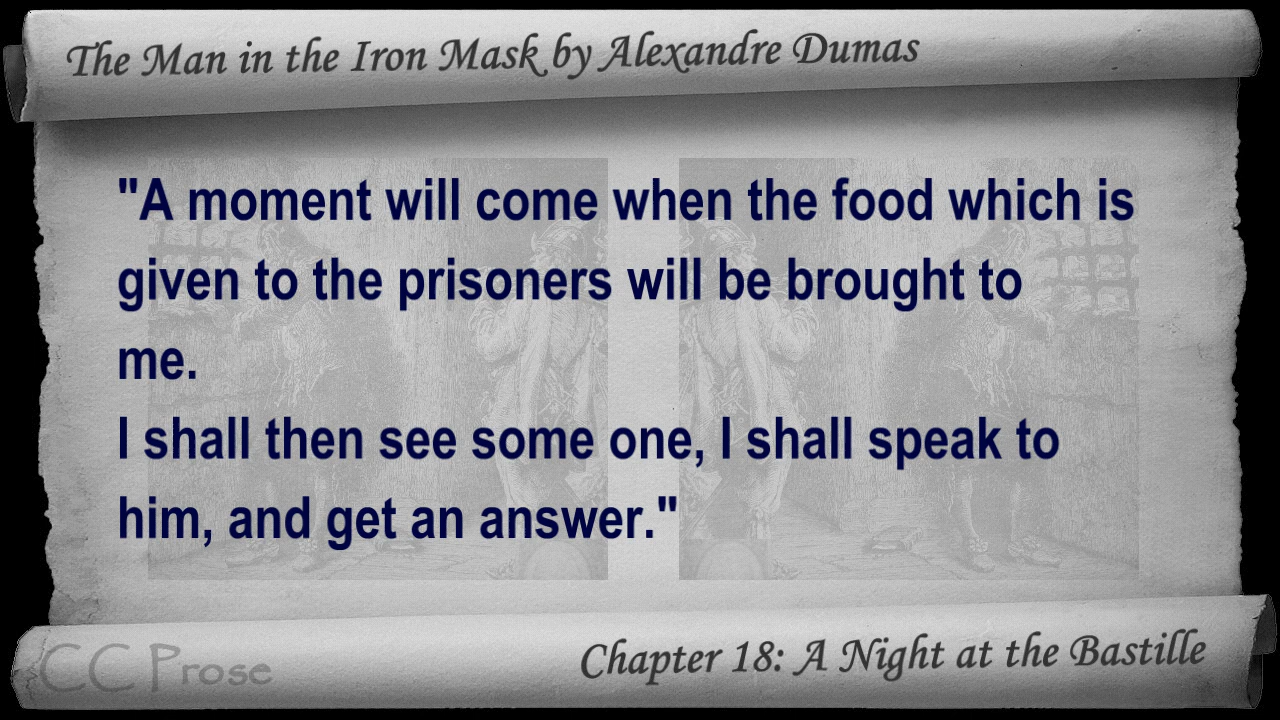 The Man in the Iron Mask by Alexandre Dumas
"A moment will come when the food which is
given to the prisoners will be brought to
me.
I shall then see some one, I shall speak to
him, and get an answer."
CC Prose
Chapter 18: A Night at the Bastille